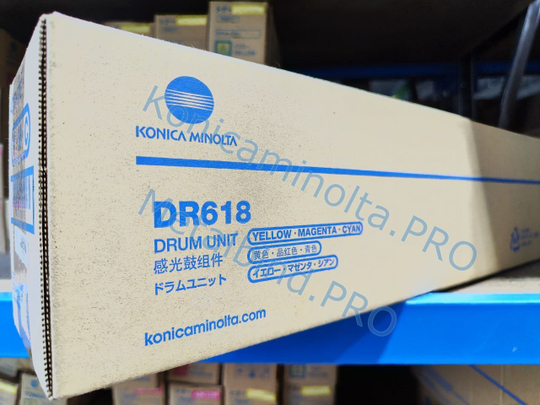 KONICA MINOLTA
DR618
DRUM UNIT
YELLOW・MAGENTA・CYAN
感光鼓组件
黄色・品红色・青色
ドラムユニット
イエロー・マゼンタ・シアン
konicaminolta.com
konicaminolta.PRO
Metalbind.PRO